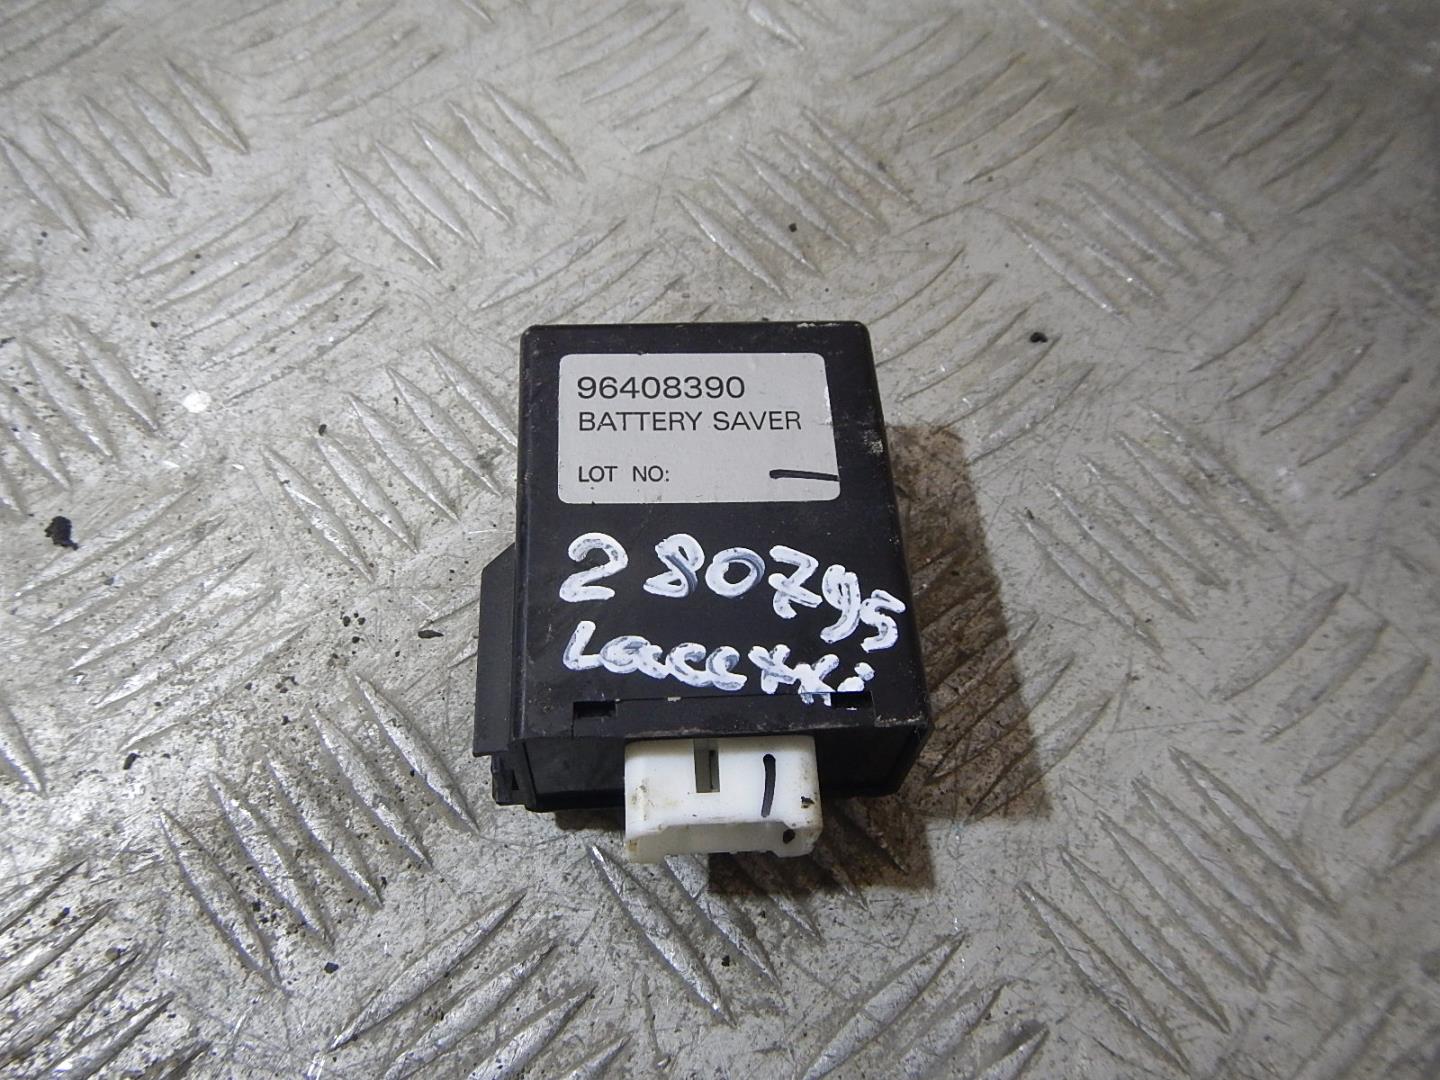 96408390
BATTERY SAVER
LOT NO:
280795
Lacetti